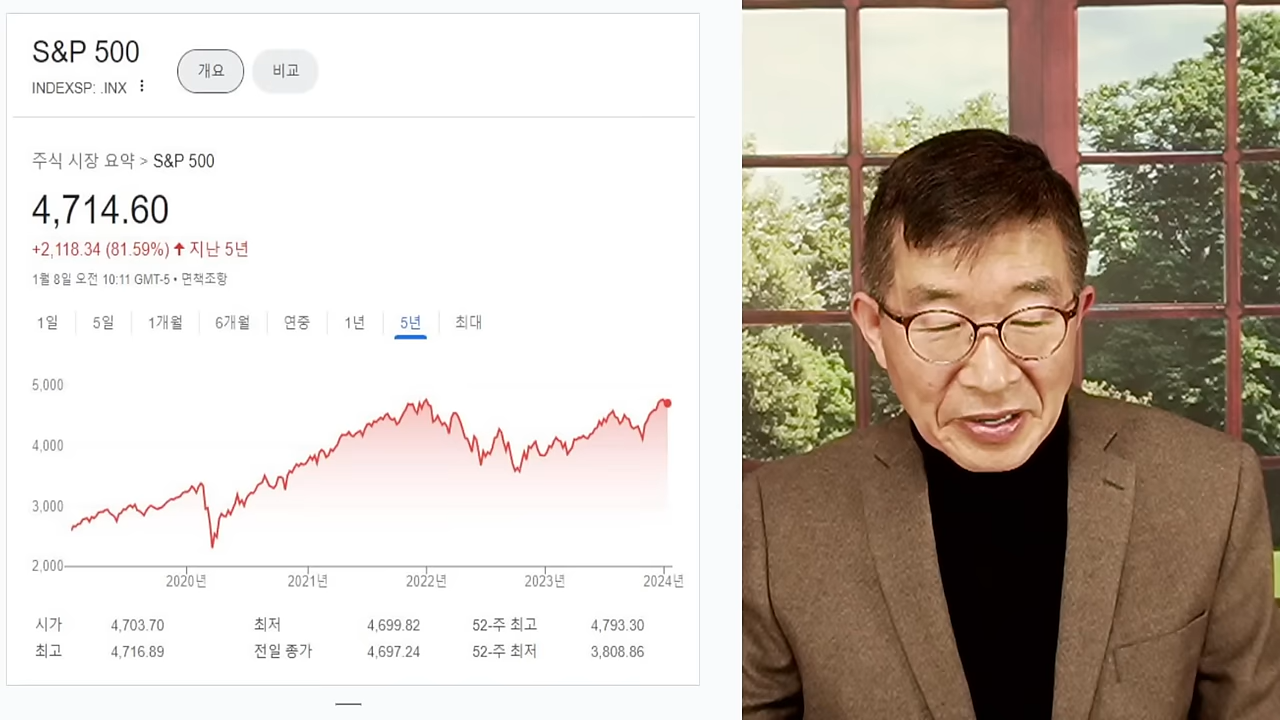 S&P 500
개요
비교
INDEXSP: .INX
주식 시장 요약 > S&P 500
4,714.60
+2,118.34 (81.59%) ↑ 지난 5년
1월 8일 오전 10:11 GMT-5 • 면책조항
1일 5일 1개월 6개월 연중 1년 5년 최대
5,000
4,000
3,000
2,000
2020년 2021년 2022년 2023년 2024년
시가 4,703.70 최저 4,699.82 52-주 최고 4,793.30
최고 4,716.89 전일 종가 4,697.24 52-주 최저 3,808.86